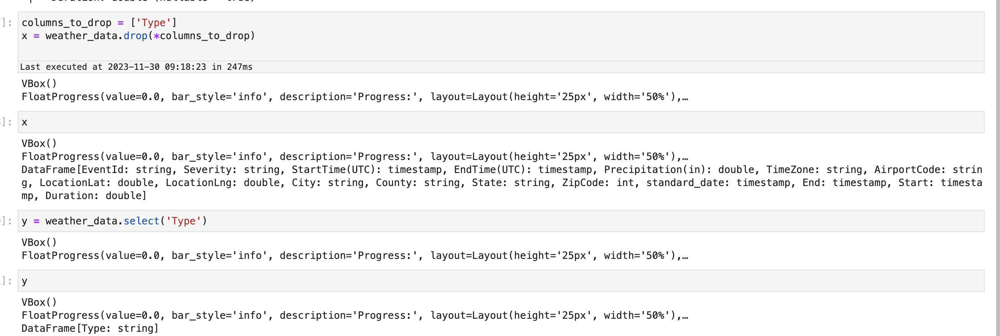 Duration: double (nullable = true)
]:
columns_to_drop = ['Type']
x = weather_data.drop(*columns_to_drop)
Last executed at 2023-11-30 09:18:23 in 247ms
VBox()
FloatProgress(value=0.0, bar_style='info', description='Progress:', layout=Layout(height='25px', width='50%'),…
]:
x
VBox()
FloatProgress(value=0.0, bar_style='info', description='Progress:', layout=Layout(height='25px', width='50%'),…
DataFrame[EventId: string, Severity: string, StartTime(UTC): timestamp, EndTime(UTC): timestamp, Precipitation(in): double, TimeZone: string, AirportCode: strin
g, LocationLat: double, LocationLng: double, City: string, County: string, State: string, ZipCode: int, standard_date: timestamp, End: timestamp, Start: timesta
mp, Duration: double]
]:
y = weather_data.select('Type')
VBox()
FloatProgress(value=0.0, bar_style='info', description='Progress:', layout=Layout(height='25px', width='50%'),…
]:
y
VBox()
FloatProgress(value=0.0, bar_style='info', description='Progress:', layout=Layout(height='25px', width='50%'),…
DataFrame[Type: string]